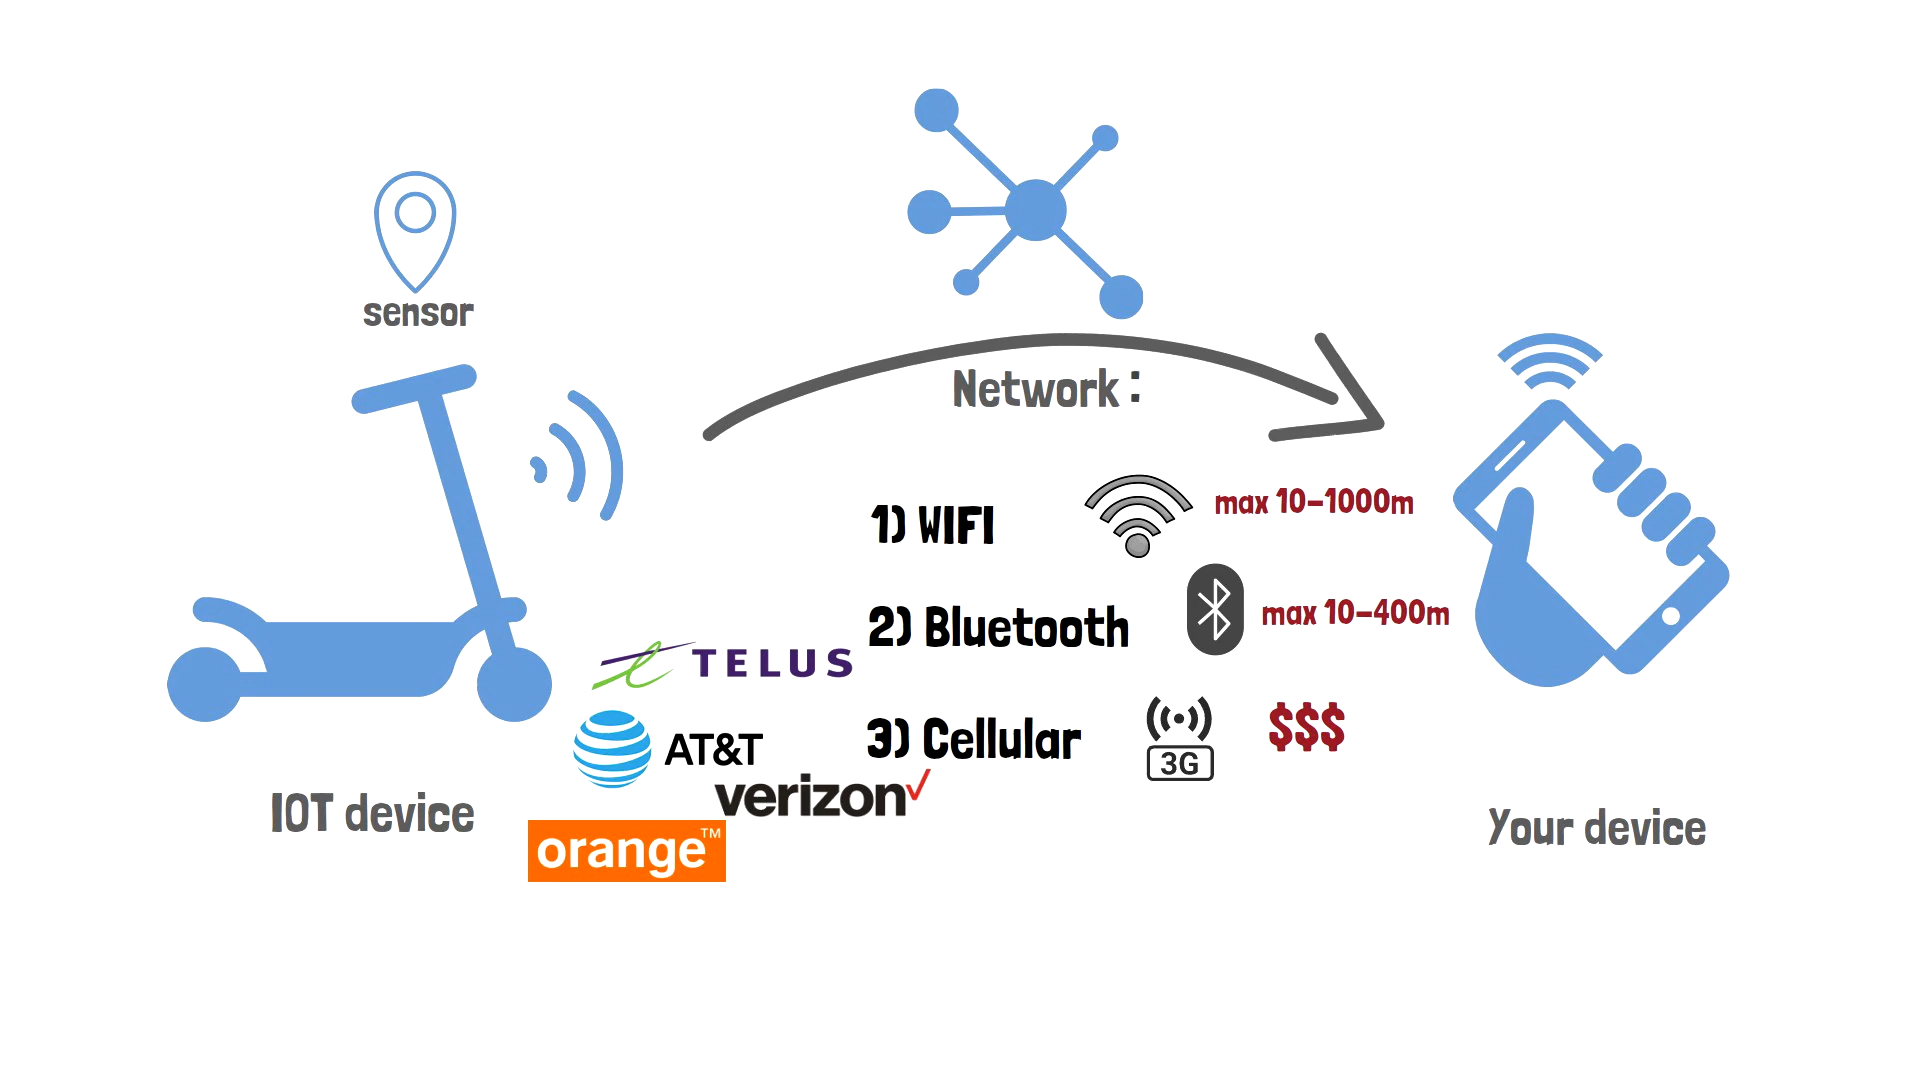 sensor
Network :
1) WIFI
max 10-1000m
2) Bluetooth
max 10-400m
TELUS
3) Cellular
3G
$$$
AT&T
verizon
orange™
IOT device
Your device